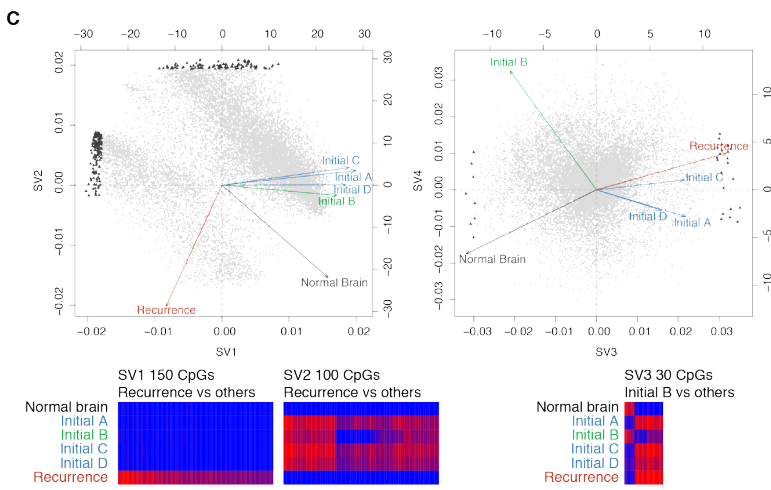 C
-30 -20 -10 0 10 20 30
0.02
0.01
0.00
-0.01
-0.02
SV2
30
20
10
0
-10
-20
-30
Initial C
Initial A
Initial D
Initial B
Normal Brain
Recurrence
-0.02 -0.01 0.00 0.01 0.02
SV1
-10 -5 0 5 10
0.03
0.02
0.01
0.00
-0.01
-0.02
-0.03
SV4
10
5
0
-5
-10
Initial B
Recurrence
Initial C
Initial D
Initial A
Normal Brain
-0.03 -0.02 -0.01 0.00 0.01 0.02 0.03
SV3
SV1 150 CpGs
Recurrence vs others
SV2 100 CpGs
Recurrence vs others
SV3 30 CpGs
Initial B vs others
Normal brain
Initial A
Initial B
Initial C
Initial D
Recurrence
Normal brain
Initial A
Initial B
Initial C
Initial D
Recurrence